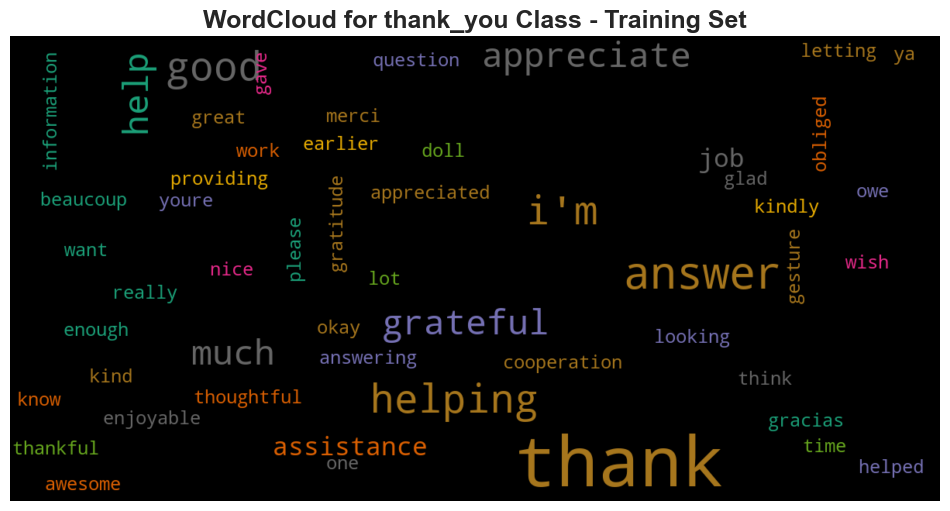 WordCloud for thank_you Class - Training Set
information
help
good
gave
question
appreciate
letting
ya
great
merci
work
earlier
doll
job
obliged
glad
providing
beaucoup
youre
gratitude
appreciated
i'm
kindly
owe
want
nice
please
lot
answer
gesture
wish
really
enough
okay
grateful
looking
much
answering
cooperation
kind
think
know
thoughtful
helping
enjoyable
gracias
thankful
assistance
one
thank
time
helped
awesome